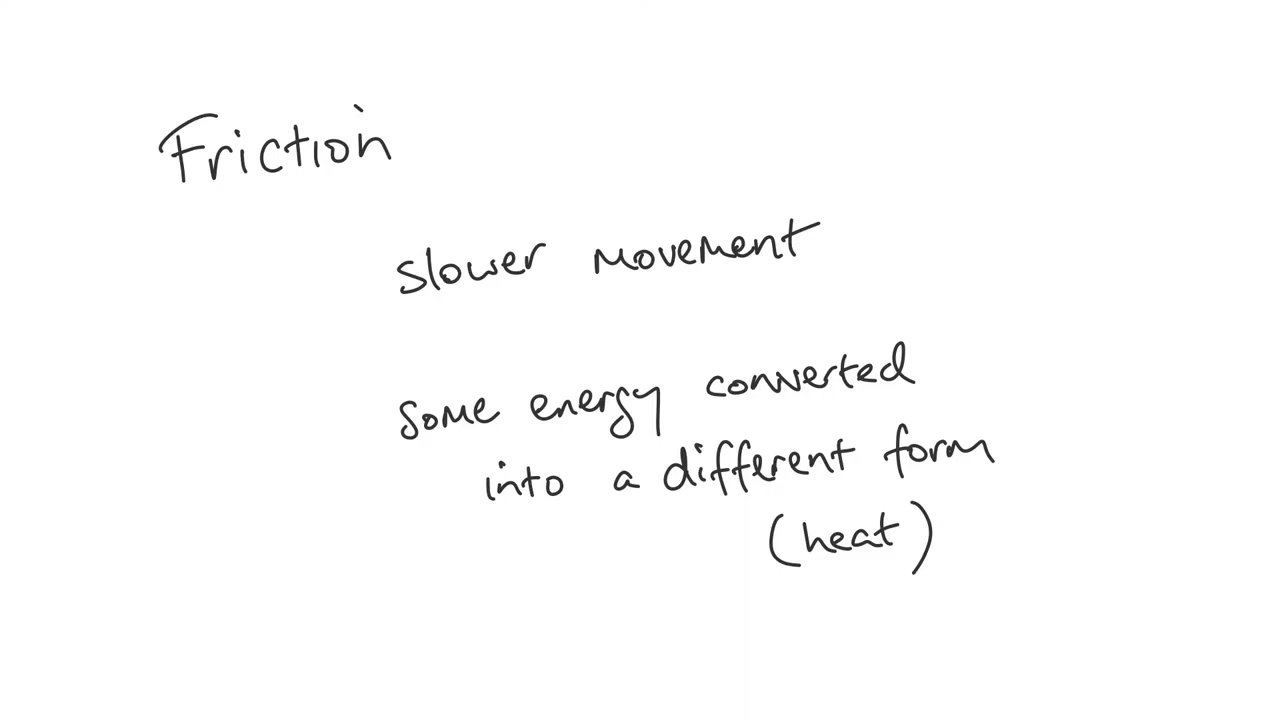 Friction
slower movement
some energy converted
into a different form
(heat)